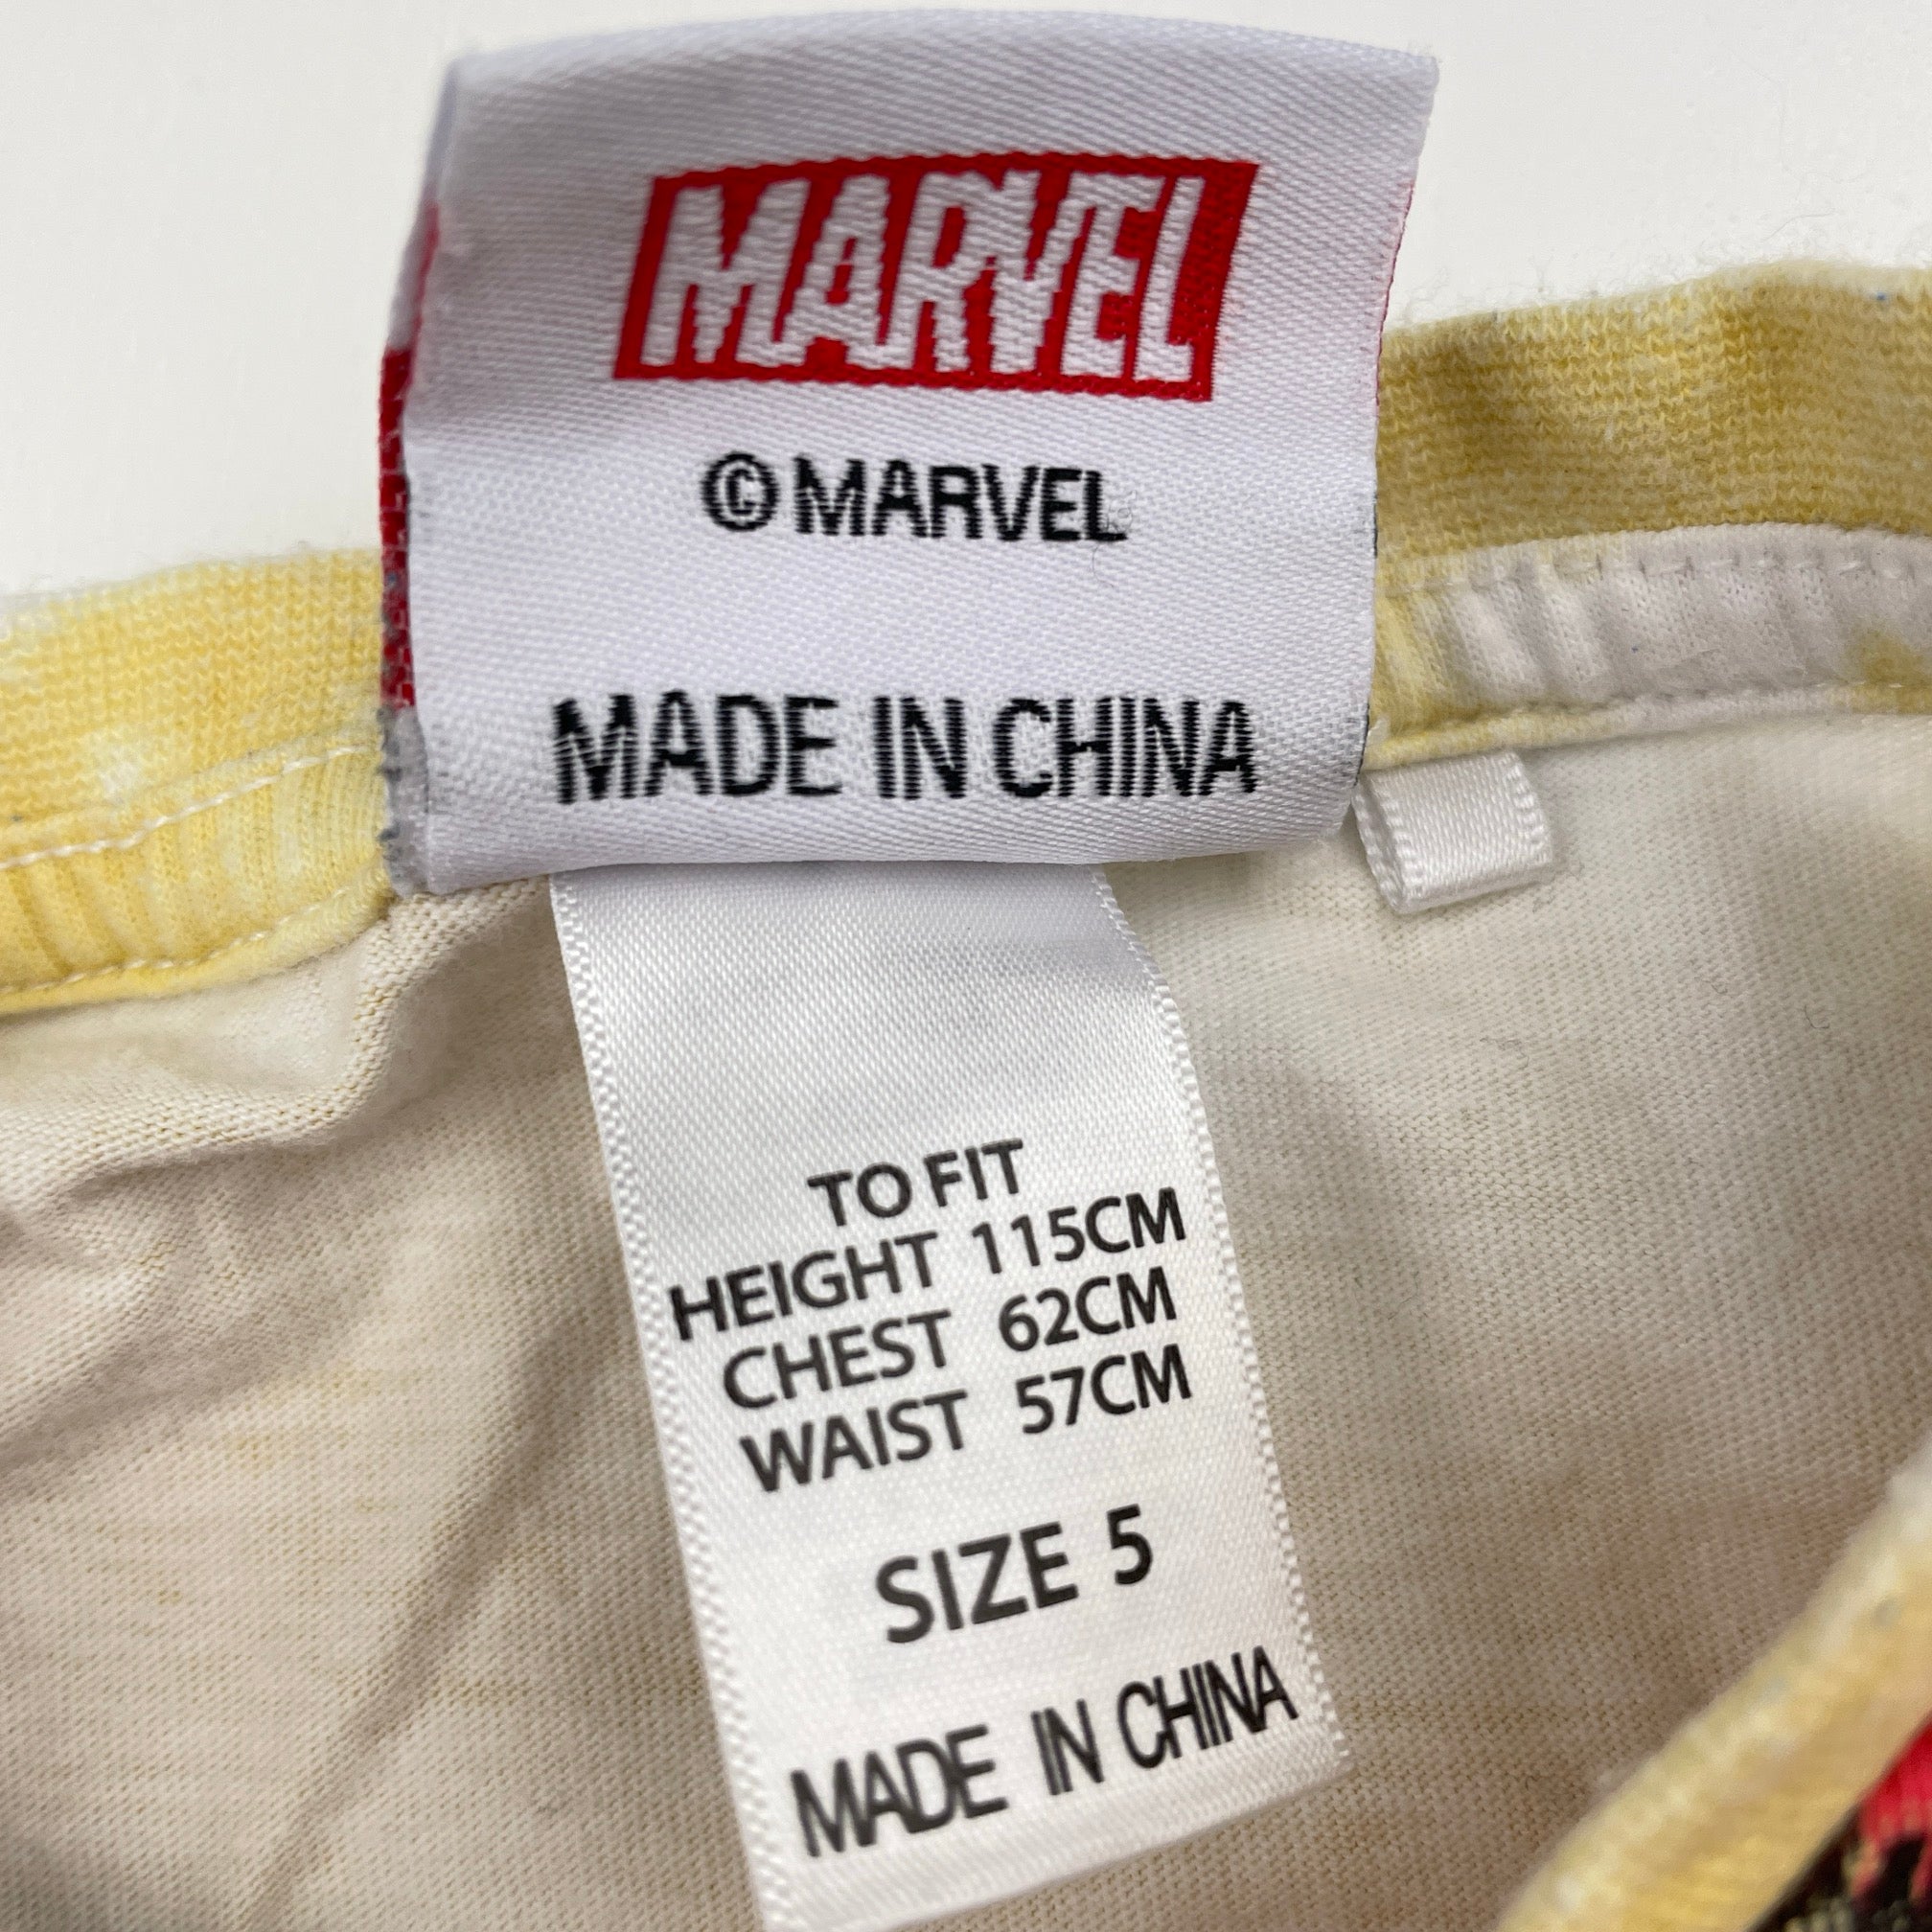 MARVEL
© MARVEL
MADE IN CHINA
TO FIT
HEIGHT 115CM
CHEST 62CM
WAIST 57CM
SIZE 5
MADE IN CHINA